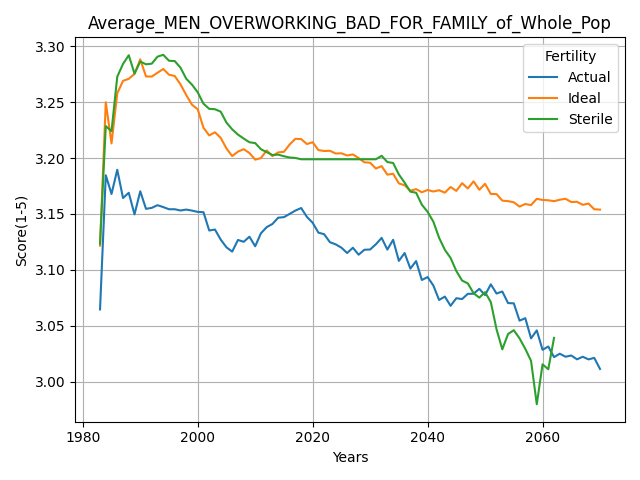 Average_MEN_OVERWORKING_BAD_FOR_FAMILY_of_Whole_Pop
Fertility
Actual
Ideal
Sterile
Score(1-5)
3.30
3.25
3.20
3.15
3.10
3.05
3.00
1980 2000 2020 2040 2060
Years